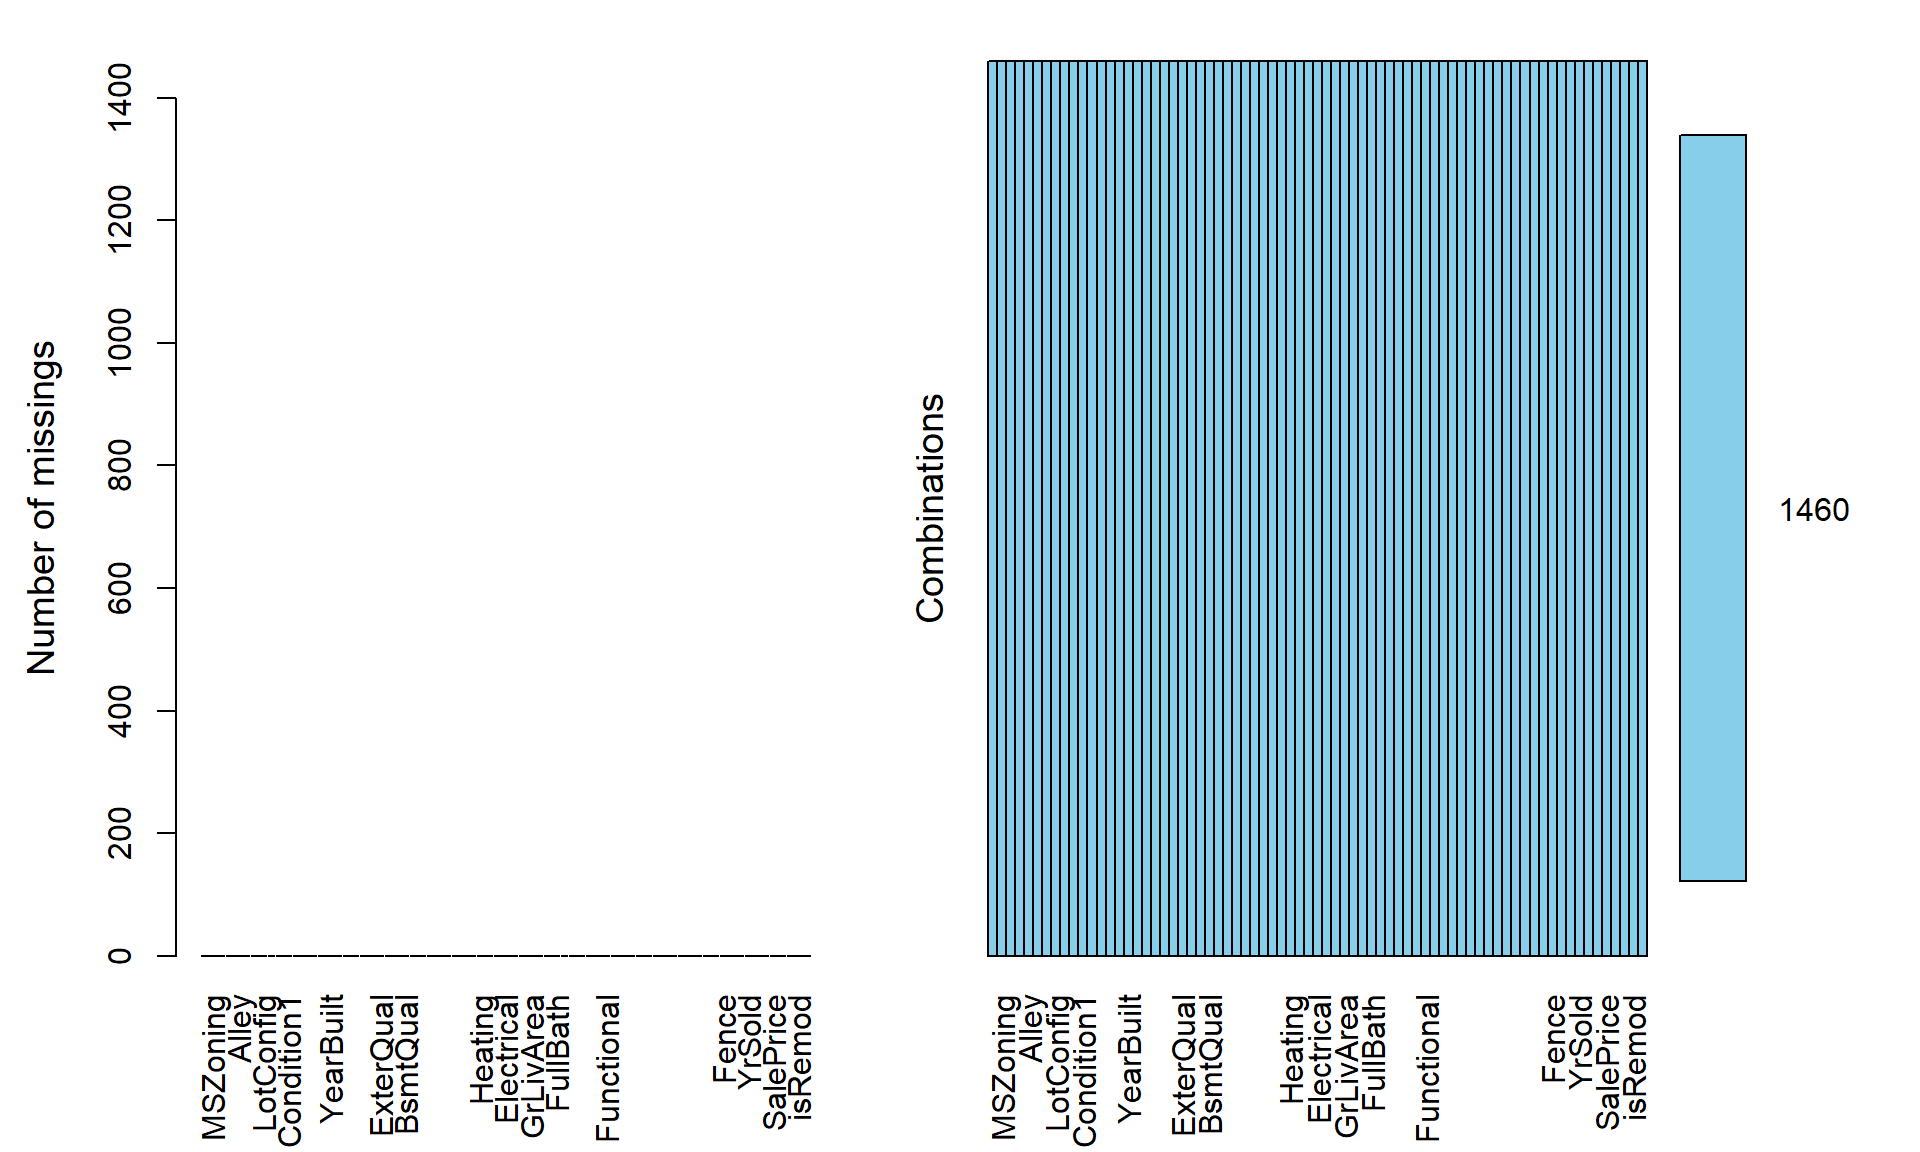 Number of missings
0
200
400
600
800
1000
1200
1400
MSZoning
Alley
LotConfig
Condition1
YearBuilt
ExterQual
BsmtQual
Heating
Electrical
GrLivArea
FullBath
Functional
Fence
YrSold
SalePrice
isRemod
Combinations
MSZoning
Alley
LotConfig
Condition1
YearBuilt
ExterQual
BsmtQual
Heating
Electrical
GrLivArea
FullBath
Functional
Fence
YrSold
SalePrice
isRemod
1460